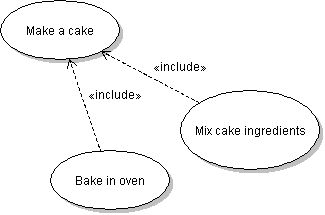 Make a cake
«include»
«include»
Mix cake ingredients
Bake in oven